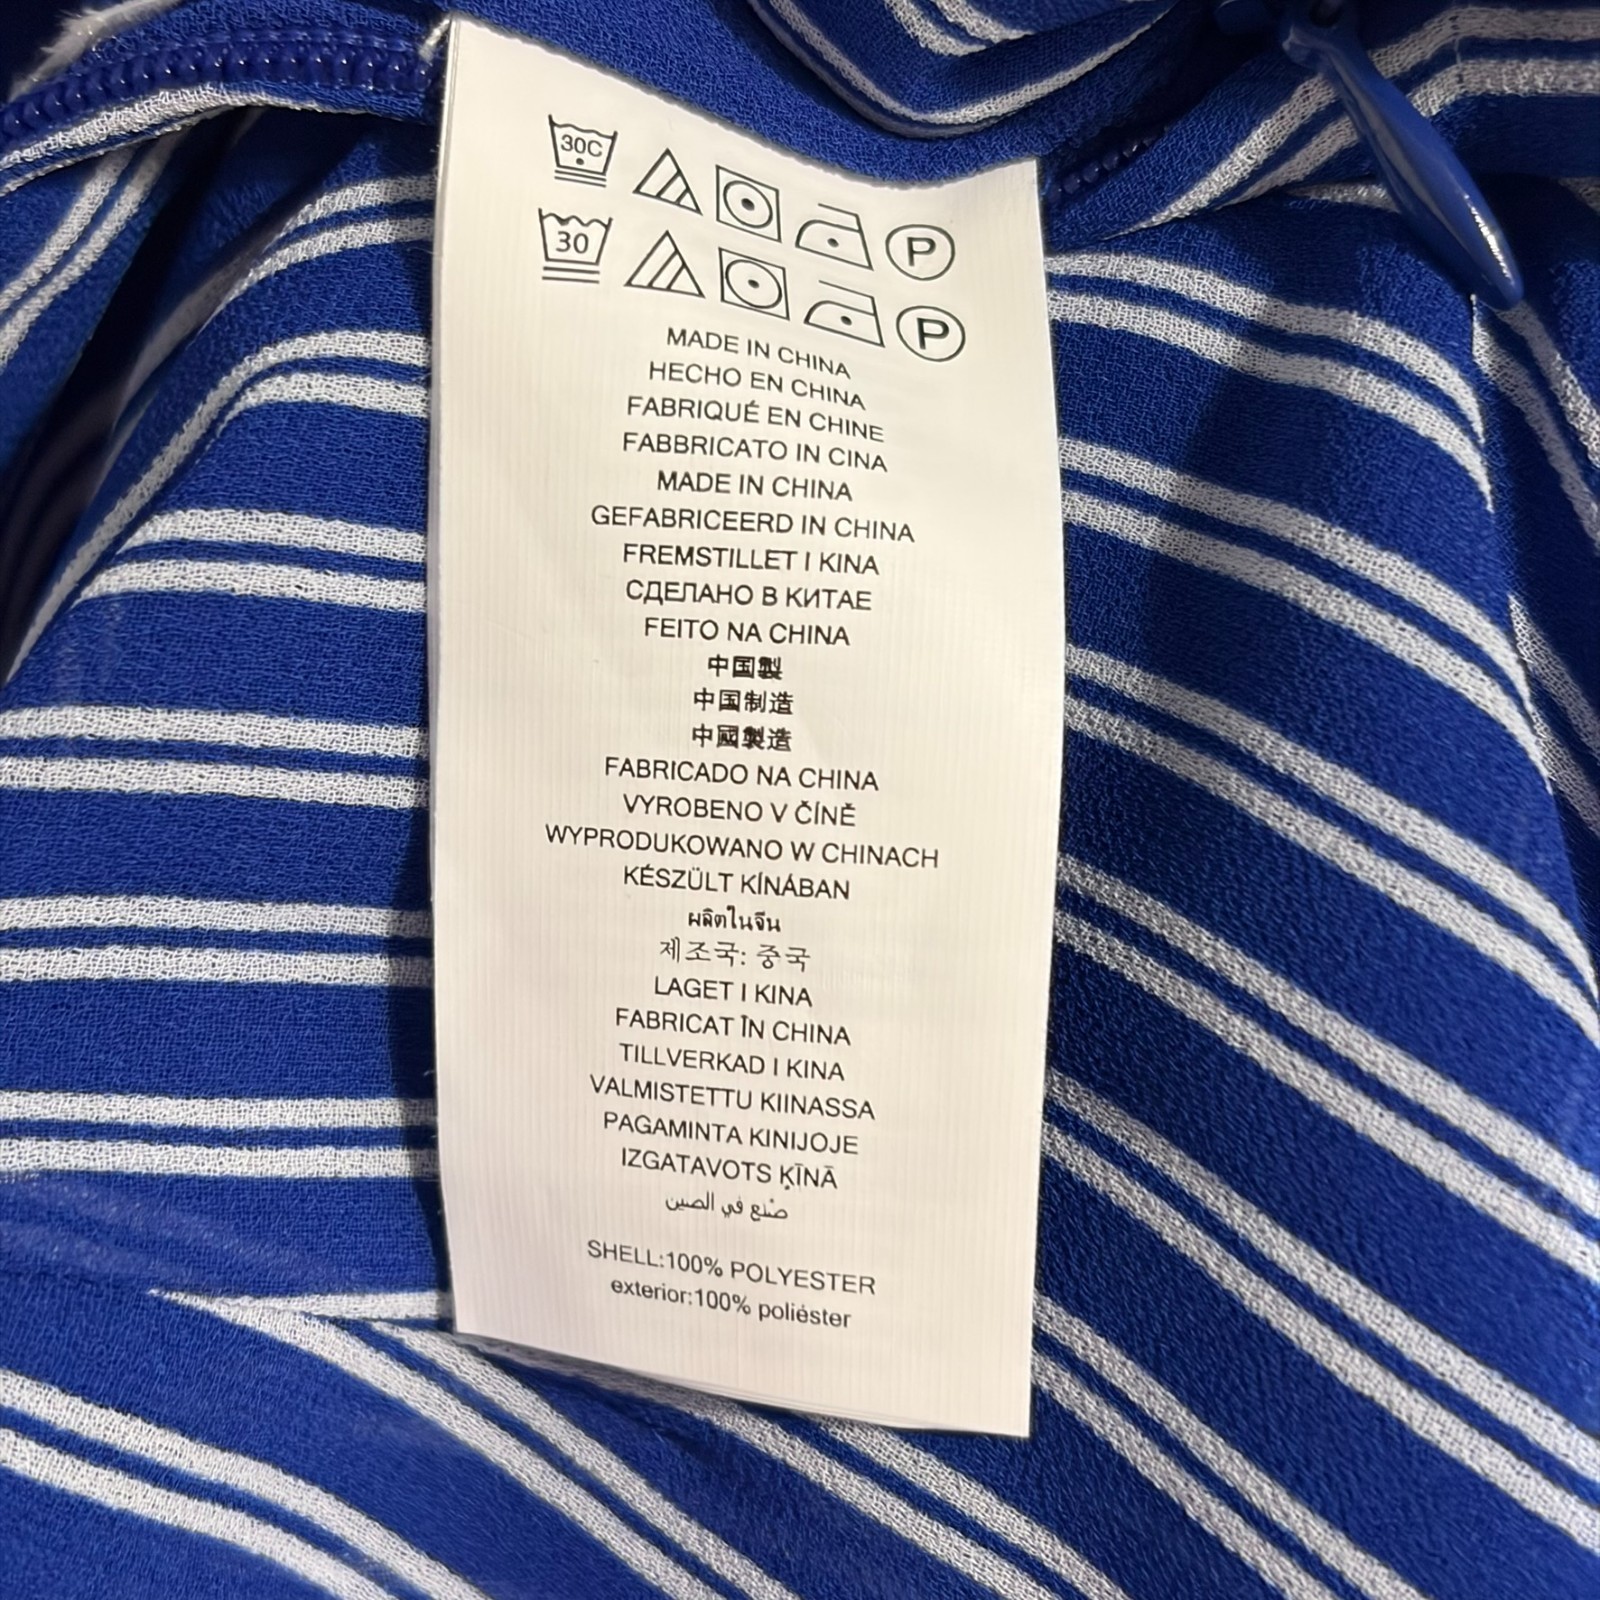 30C P
30 P
MADE IN CHINA
HECHO EN CHINA
FABRIQUÉ EN CHINE
FABBRICATO IN CINA
MADE IN CHINA
GEFABRICEERD IN CHINA
FREMSTILLET I KINA
СДЕЛАНО В КИТАЕ
FEITO NA CHINA
中国製
中国制造
中國製造
FABRICADO NA CHINA
VYROBENO V ČÍNĚ
WYPRODUKOWANO W CHINACH
KÉSZÜLT KÍNÁBAN
ผลิตในจีน
제조국: 중국
LAGET I KINA
FABRICAT ÎN CHINA
TILLVERKAD I KINA
VALMISTETTU KIINASSA
PAGAMINTA KINIJOJE
IZGATAVOTS ĶĪNĀ
صنع في الصين
SHELL:100% POLYESTER
exterior:100% poliéster